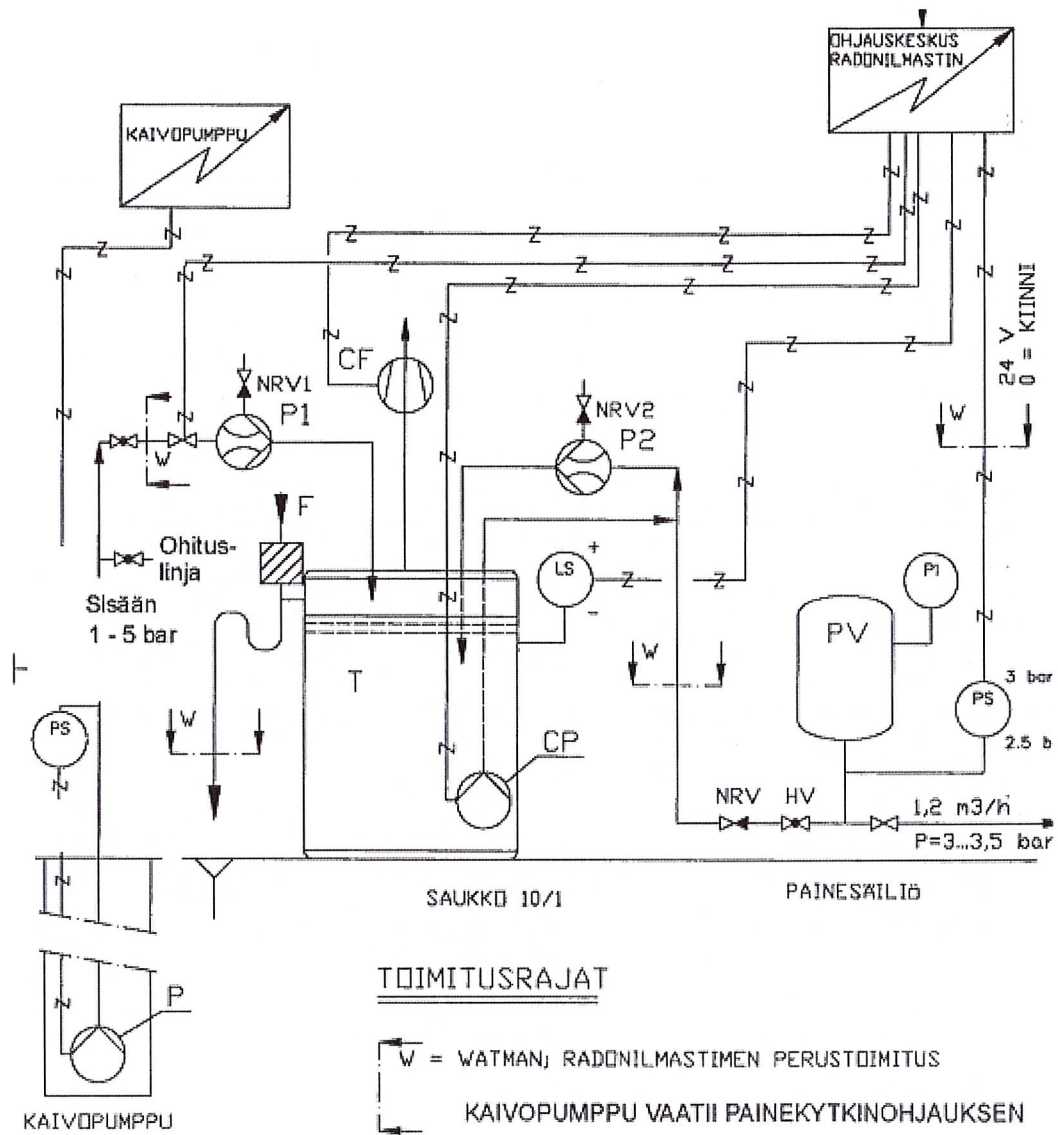 OHJAUSKESKUS
RADONILMASTIN
KAIVOPUMPPU
24 V
0 = KIINNI
CF
NRV1
P1
NRV2
P2
W
W
F
Ohitus-
linja
LS
+
-
PI
Sisään
1 - 5 bar
PV
T
W
3 bar
PS
PS
W
CP
2.5 b
NRV
HV
1,2 m3/h
P=3...3,5 bar
SAUKKO 10/1
PAINESÄILIÖ
TOIMITUSRAJAT
P
W = WATMAN; RADONILMASTIMEN PERUSTOIMITUS
KAIVOPUMPPU
KAIVOPUMPPU VAATII PAINEKYTKINOHJAUKSEN